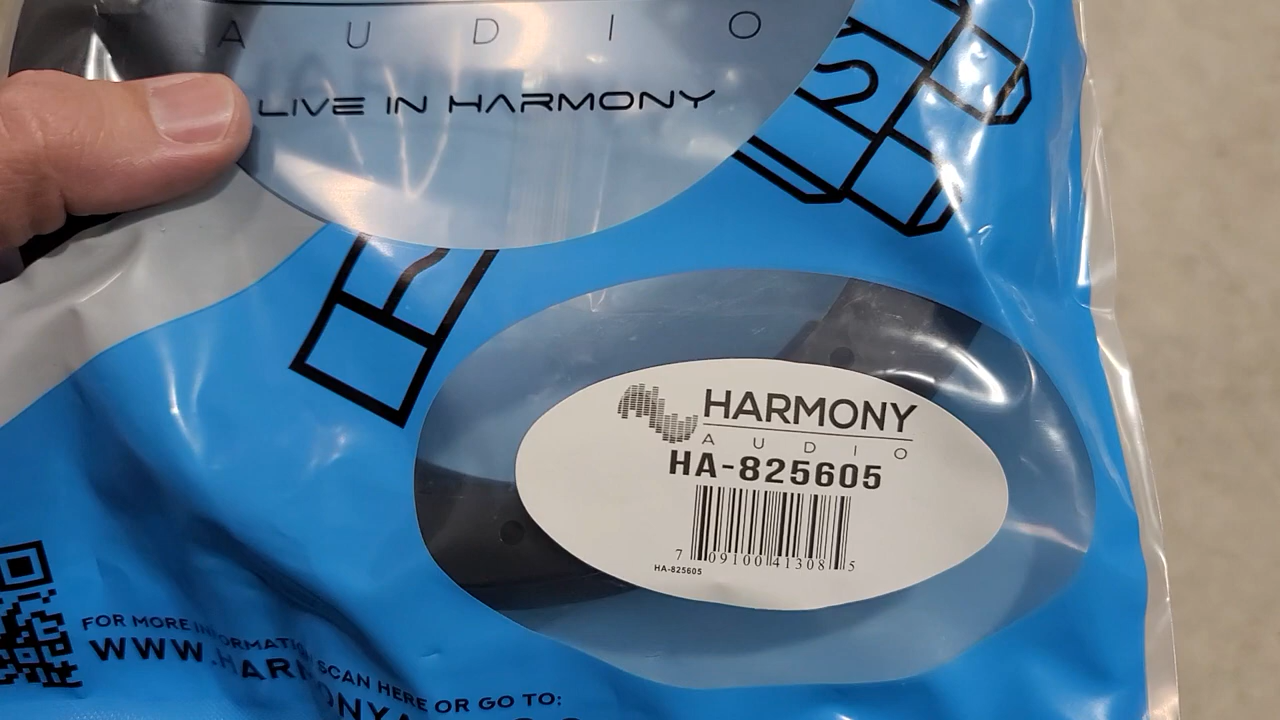 AUDIO
LIVE IN HARMONY
HARMONY
AUDIO
HA-825605
7 09100 41308 5
HA-825605
FOR MORE INFORMATION SCAN HERE OR GO TO: